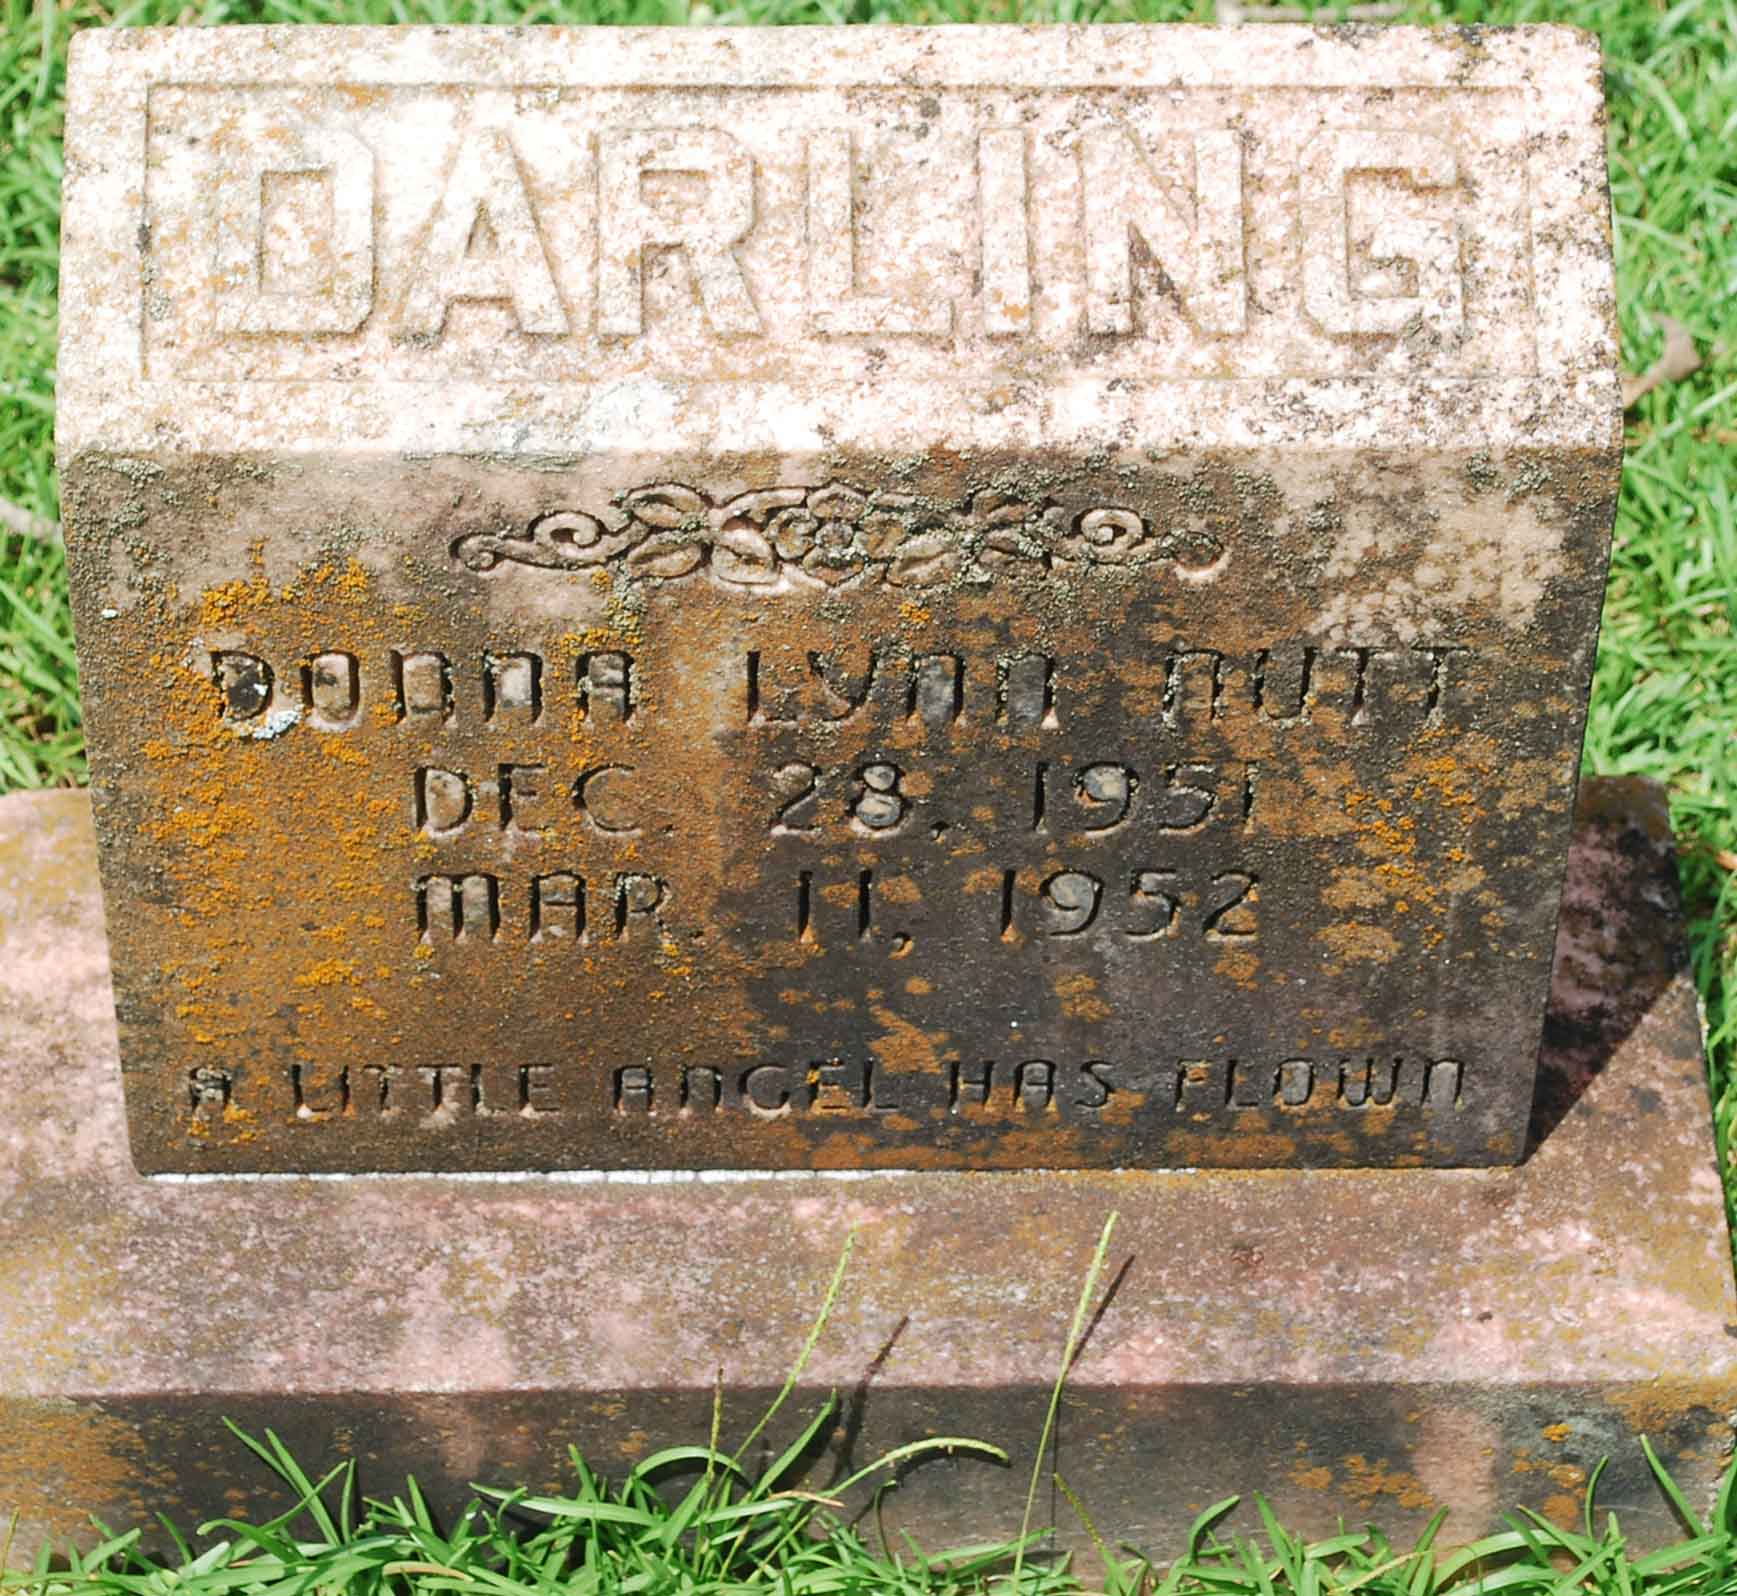 DARLING
DONNA LYNN NUTT
DEC. 28, 1951
MAR. 11, 1952
A LITTLE ANGEL HAS FLOWN